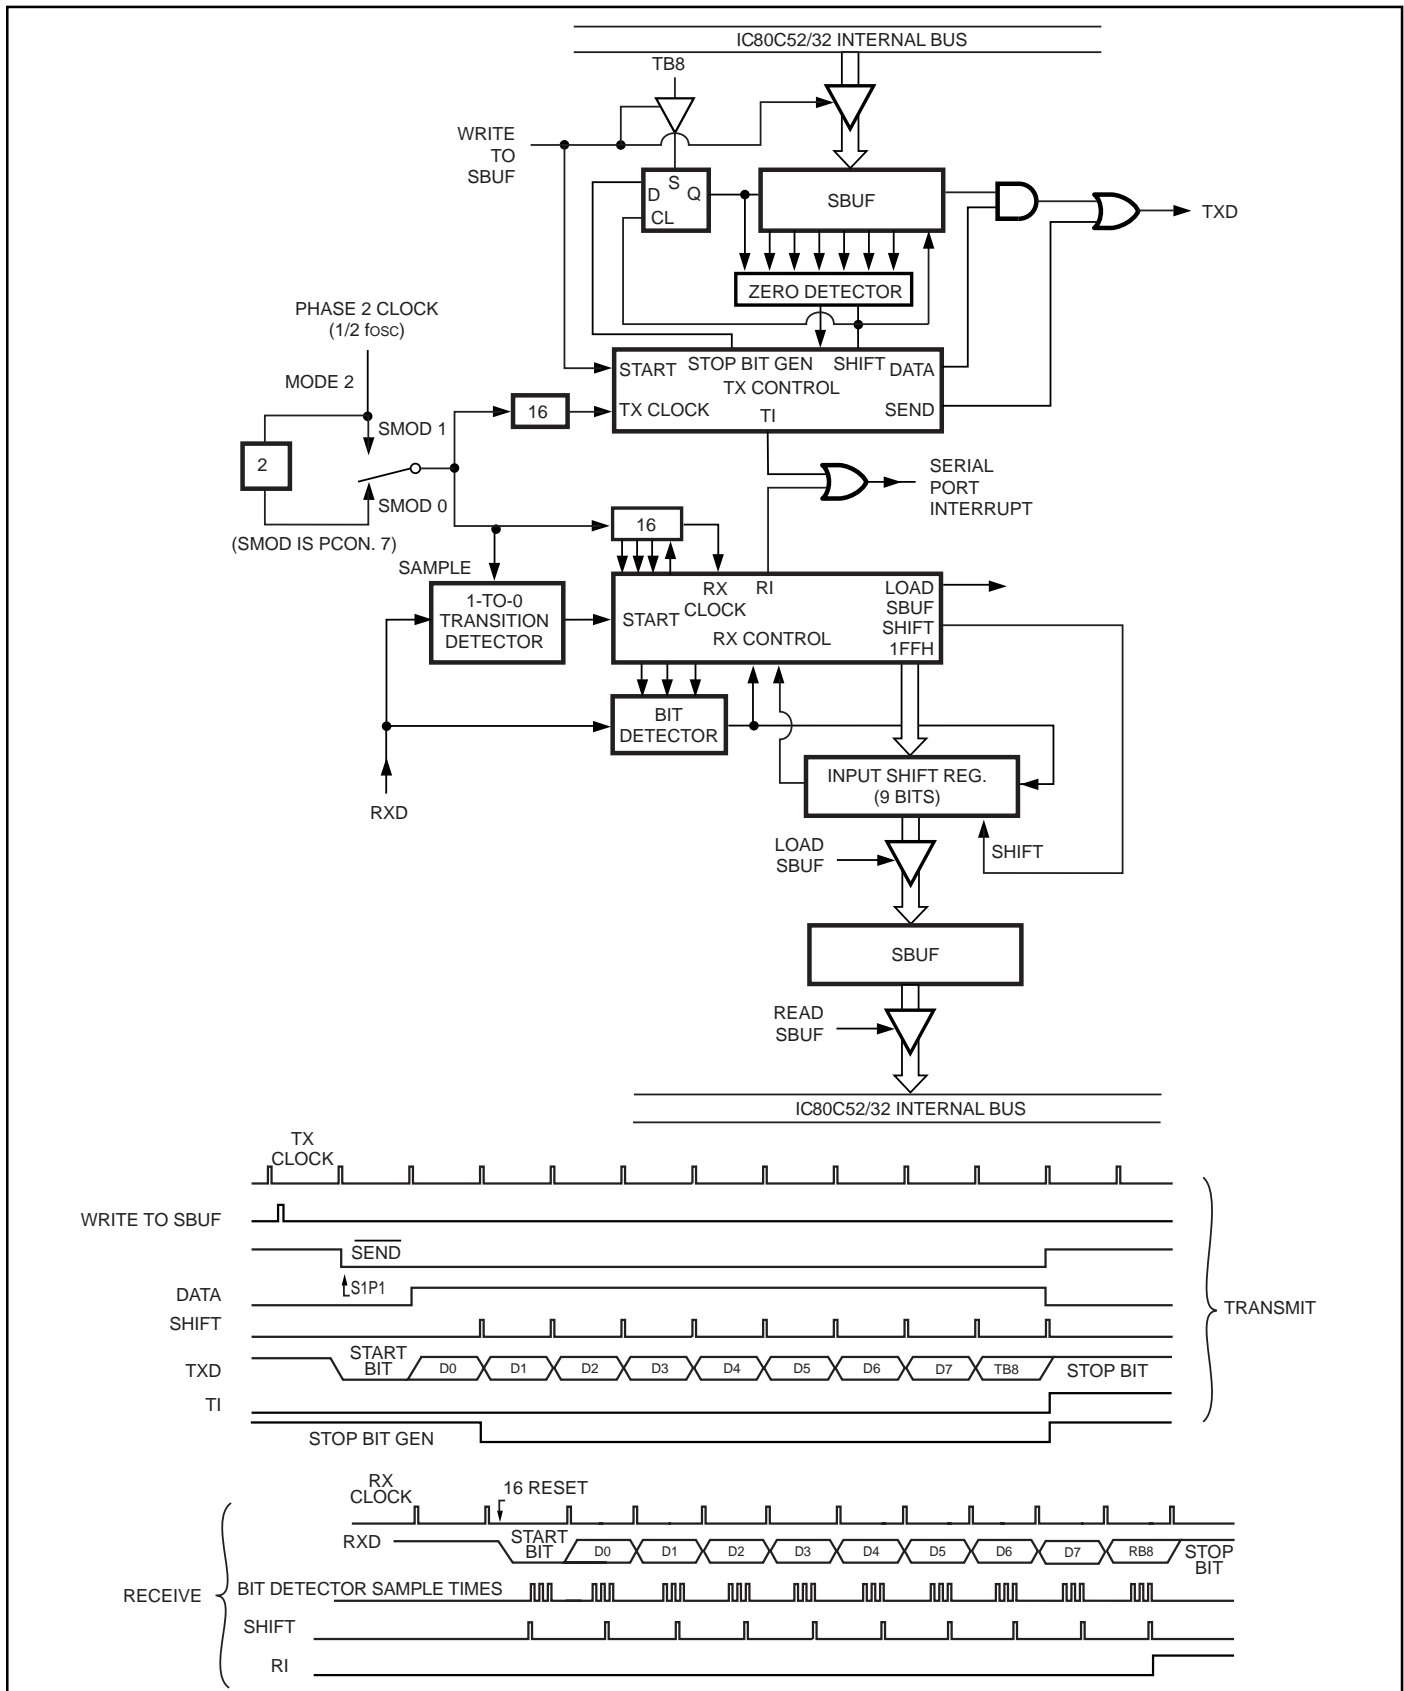 IC80C52/32 INTERNAL BUS
TB8
WRITE
TO
SBUF
S
D
Q
CL
SBUF
TXD
ZERO DETECTOR
PHASE 2 CLOCK
(1/2 fOSC)
MODE 2
START
STOP BIT GEN
SHIFT
DATA
TX CONTROL
TX CLOCK
TI
SEND
16
SMOD 1
2
SMOD 0
(SMOD IS PCON. 7)
SERIAL
PORT
INTERRUPT
16
SAMPLE
1-TO-0
TRANSITION
DETECTOR
RX
CLOCK
RI
START
RX CONTROL
LOAD
SBUF
SHIFT
1FFH
BIT
DETECTOR
RXD
INPUT SHIFT REG.
(9 BITS)
LOAD
SBUF
SHIFT
SBUF
READ
SBUF
IC80C52/32 INTERNAL BUS
TX
CLOCK
WRITE TO SBUF
SEND
S1P1
DATA
SHIFT
TRANSMIT
TXD
START
BIT
D0 D1 D2 D3 D4 D5 D6 D7 TB8 STOP BIT
TI
STOP BIT GEN
RX
CLOCK
16 RESET
RXD
START
BIT
D0 D1 D2 D3 D4 D5 D6 D7 RB8 STOP
BIT
RECEIVE
BIT DETECTOR SAMPLE TIMES
SHIFT
RI